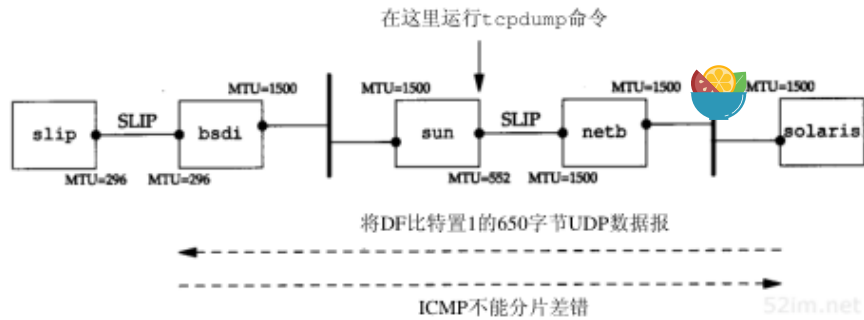 在这里运行tcpdump命令
MTU=1500 MTU=1500 MTU=1500 MTU=1500
slip SLIP bsdi sun SLIP netb solaris
MTU=296 MTU=296 MTU=552 MTU=1500
将DF比特置1的650字节UDP数据报
ICMP不能分片差错
52im.net